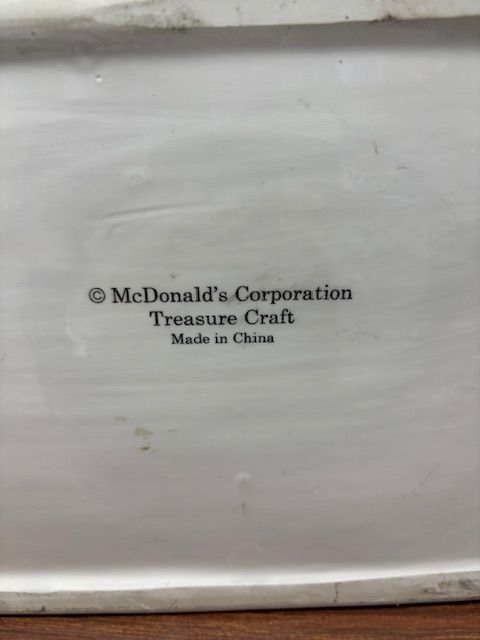 © McDonald's Corporation
Treasure Craft
Made in China